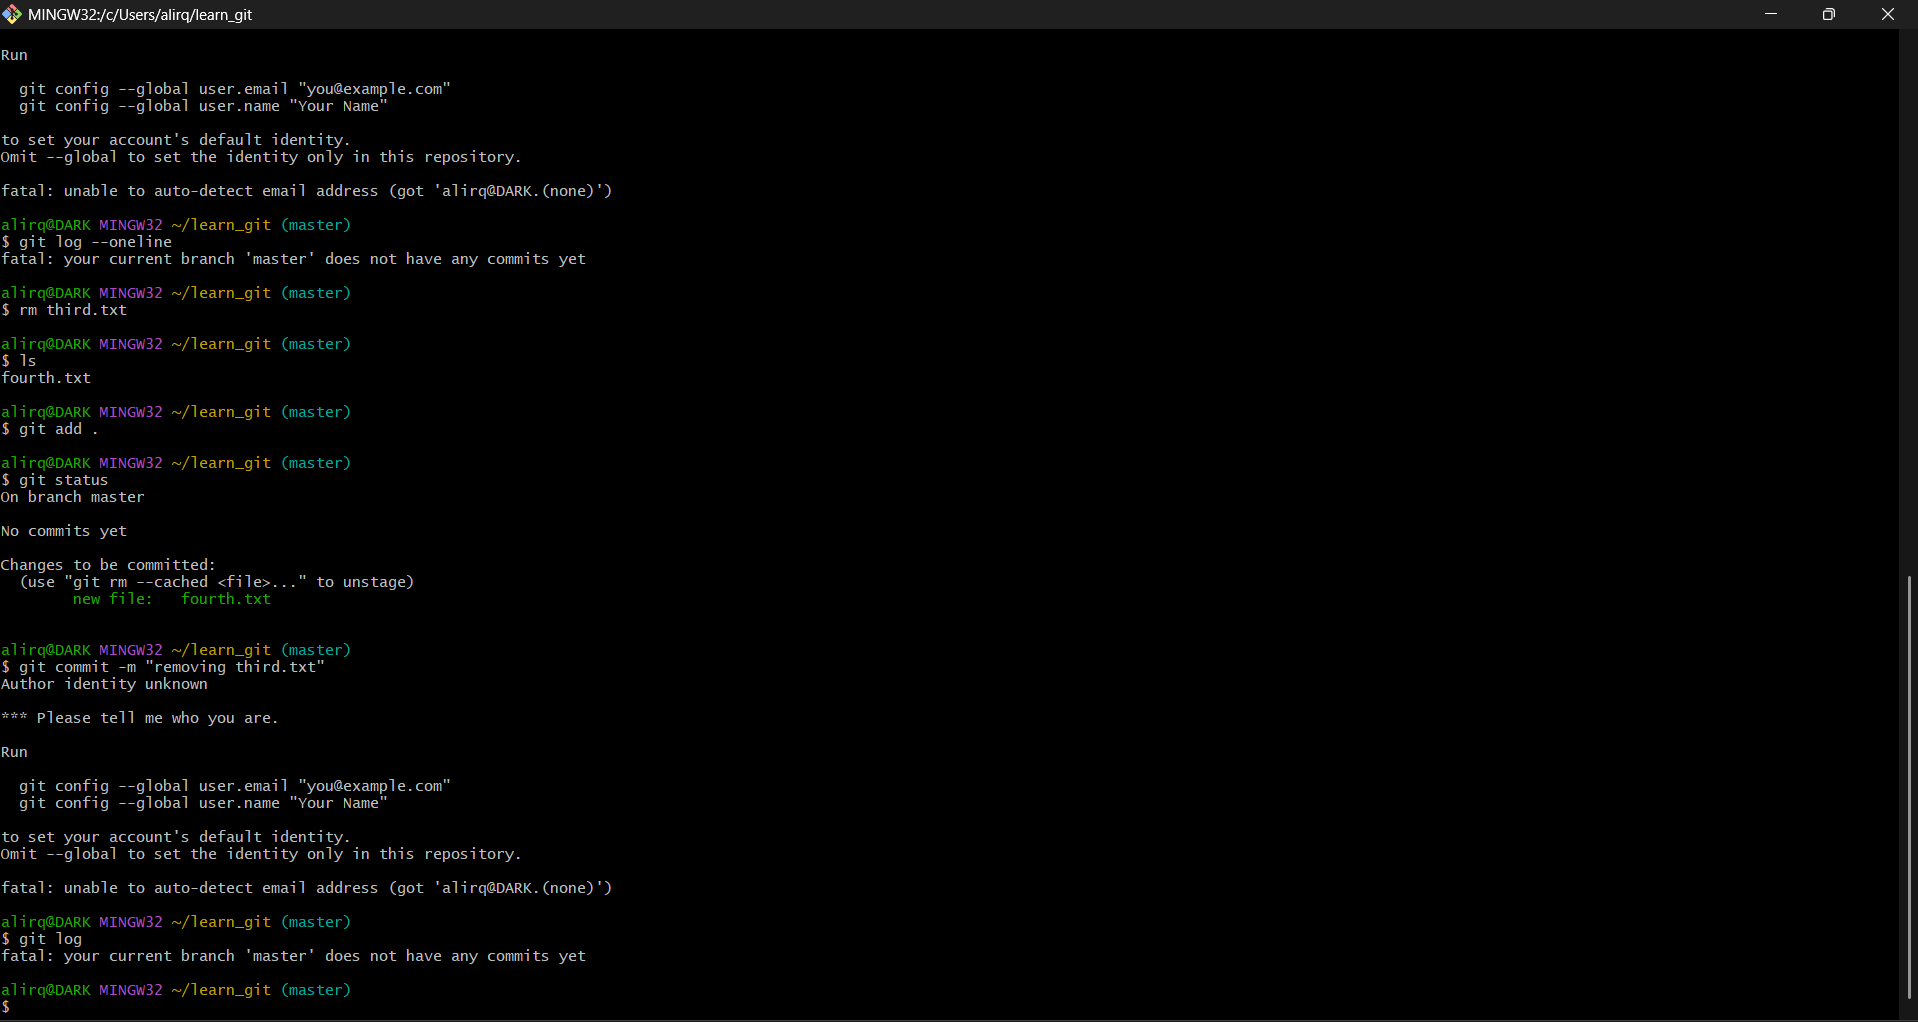 MINGW32:/c/Users/alirq/learn_git
Run
git config --global user.email "you@example.com"
git config --global user.name "Your Name"
to set your account's default identity.
Omit --global to set the identity only in this repository.
fatal: unable to auto-detect email address (got 'alirq@DARK.(none)')
alirq@DARK MINGW32 ~/learn_git (master)
$ git log --oneline
fatal: your current branch 'master' does not have any commits yet
alirq@DARK MINGW32 ~/learn_git (master)
$ rm third.txt
alirq@DARK MINGW32 ~/learn_git (master)
$ ls
fourth.txt
alirq@DARK MINGW32 ~/learn_git (master)
$ git add .
alirq@DARK MINGW32 ~/learn_git (master)
$ git status
On branch master
No commits yet
Changes to be committed:
(use "git rm --cached <file>..." to unstage)
new file:   fourth.txt
alirq@DARK MINGW32 ~/learn_git (master)
$ git commit -m "removing third.txt"
Author identity unknown
*** Please tell me who you are.
Run
git config --global user.email "you@example.com"
git config --global user.name "Your Name"
to set your account's default identity.
Omit --global to set the identity only in this repository.
fatal: unable to auto-detect email address (got 'alirq@DARK.(none)')
alirq@DARK MINGW32 ~/learn_git (master)
$ git log
fatal: your current branch 'master' does not have any commits yet
alirq@DARK MINGW32 ~/learn_git (master)
$